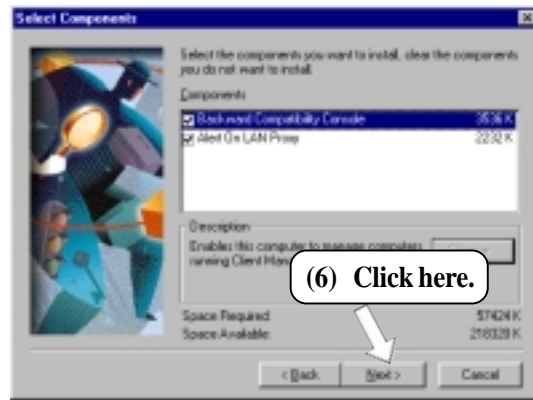 Select Components
Select the components you want to install, clear the components
you do not want to install.
Components
Backward Compatibility Console 3536 K
Alert On LAN Proxy 2232 K
Description
Enables this computer to manage computers
running Client
(6) Click here.
Space Required: 57424 K
Space Available: 218320 K
< Back
Next >
Cancel